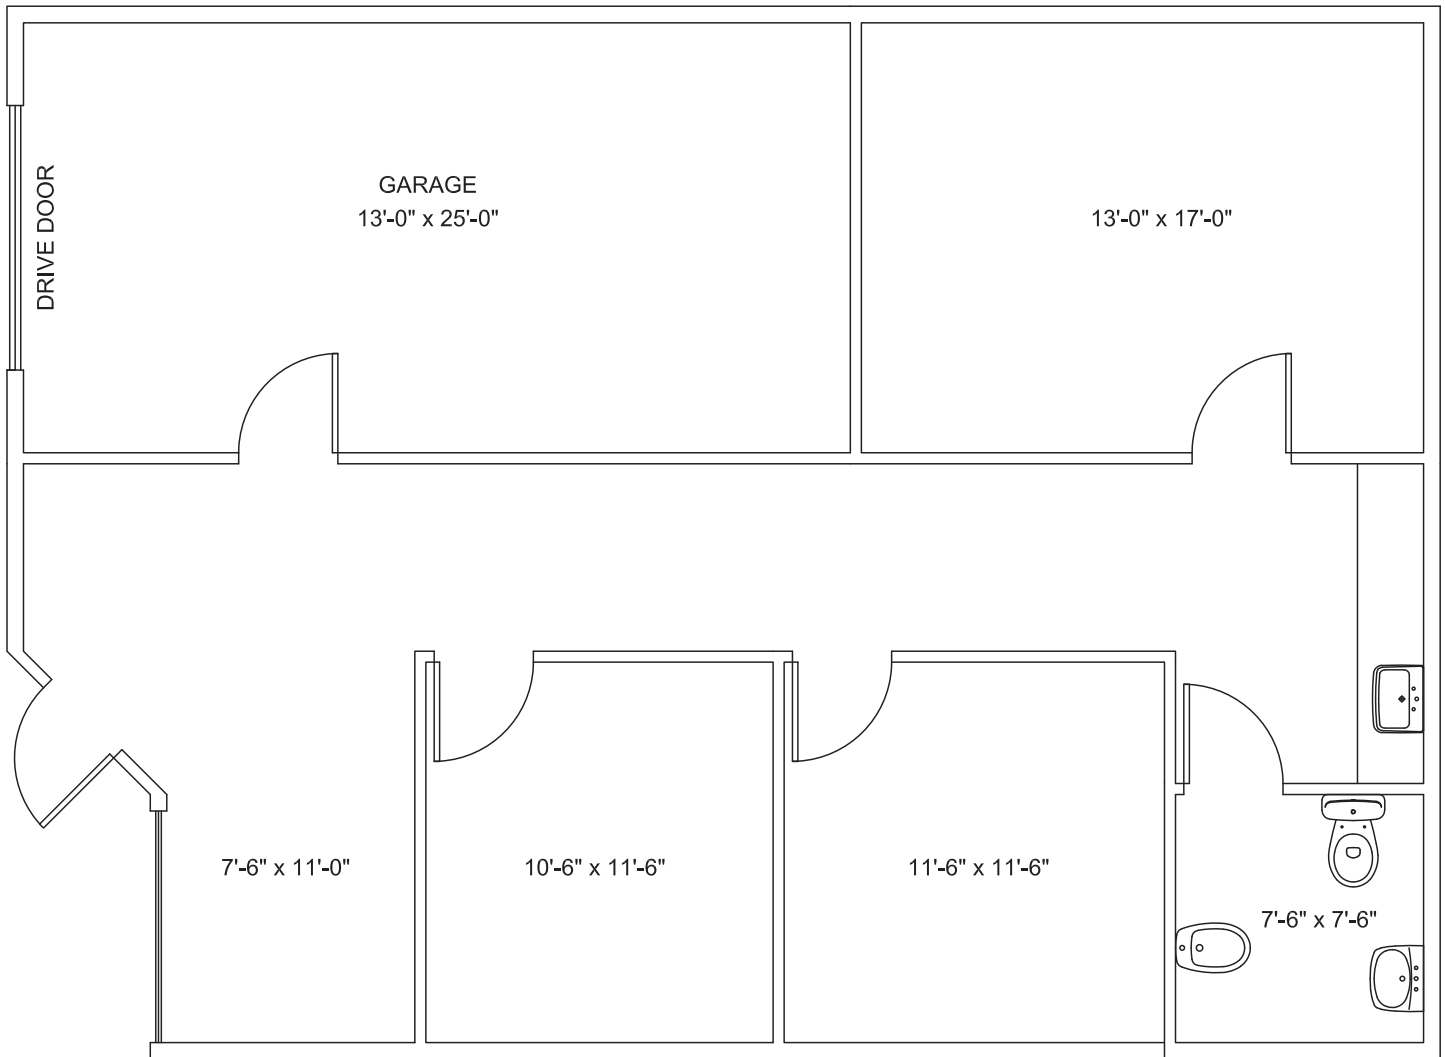 GARAGE
13'-0" x 25'-0"
DRIVE DOOR
13'-0" x 17'-0"
7'-6" x 11'-0"
10'-6" x 11'-6"
11'-6" x 11'-6"
7'-6" x 7'-6"